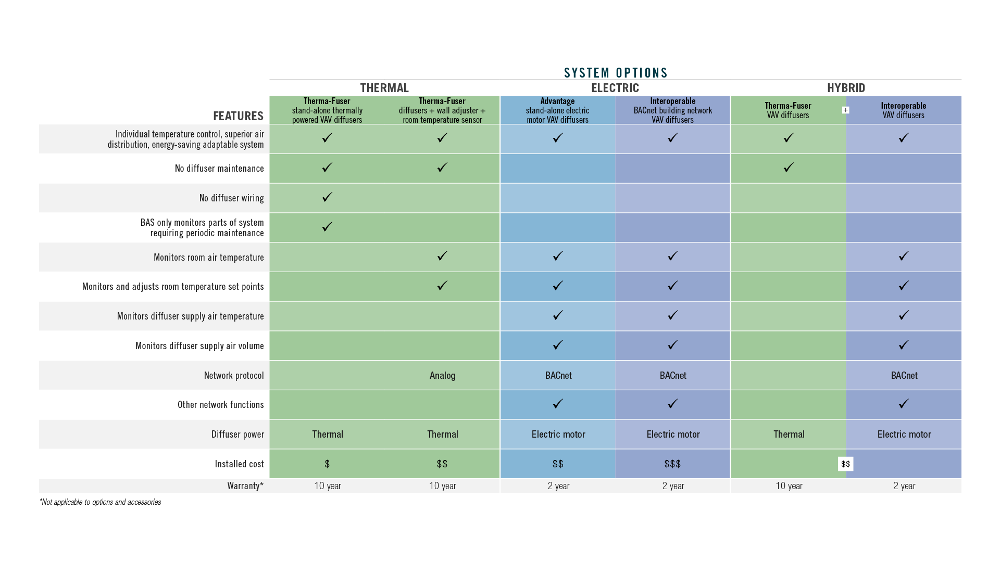 SYSTEM OPTIONS
THERMAL ELECTRIC HYBRID
FEATURES
Therma-Fuser
stand-alone thermally
powered VAV diffusers
Therma-Fuser
diffusers + wall adjuster +
room temperature sensor
Advantage
stand-alone electric
motor VAV diffusers
Interoperable
BACnet building network
VAV diffusers
Therma-Fuser
VAV diffusers
+
Interoperable
VAV diffusers
Individual temperature control, superior air
distribution, energy-saving adaptable system
✓ ✓ ✓ ✓ ✓ ✓
No diffuser maintenance ✓ ✓ ✓
No diffuser wiring ✓
BAS only monitors parts of system
requiring periodic maintenance
✓
Monitors room air temperature ✓ ✓ ✓ ✓
Monitors and adjusts room temperature set points ✓ ✓ ✓ ✓
Monitors diffuser supply air temperature ✓ ✓ ✓
Monitors diffuser supply air volume ✓ ✓ ✓
Network protocol Analog BACnet BACnet BACnet
Other network functions ✓ ✓ ✓
Diffuser power Thermal Thermal Electric motor Electric motor Thermal Electric motor
Installed cost $ $$ $$ $$$ $$
Warranty* 10 year 10 year 2 year 2 year 10 year 2 year
*Not applicable to options and accessories